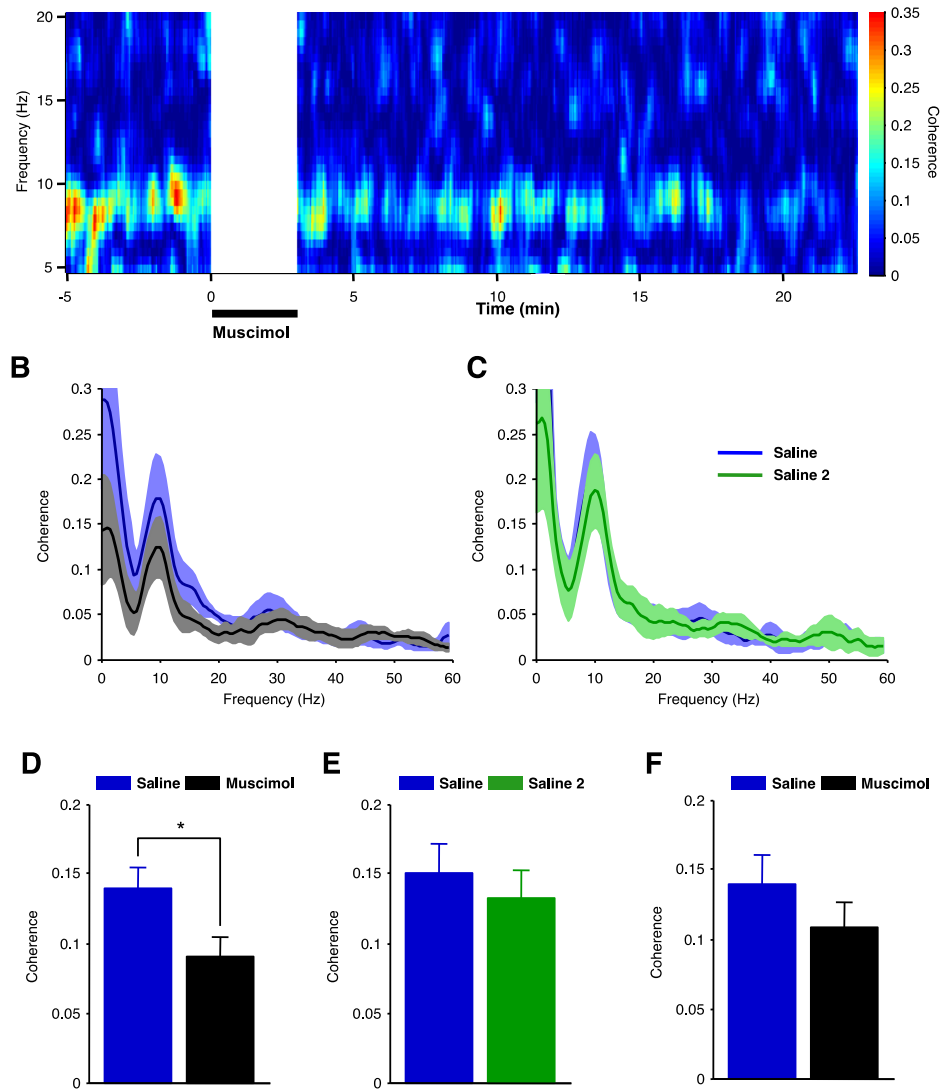 20
15
10
5
Frequency (Hz)
-5
0
5
10
15
20
Time (min)
Muscimol
0.35
0.3
0.25
0.2
0.15
0.1
0.05
0
Coherence
B
0.3
0.25
0.2
0.15
0.1
0.05
0
Coherence
0 10 20 30 40 50 60
Frequency (Hz)
C
0.3
0.25
0.2
0.15
0.1
0.05
0
Coherence
Saline
Saline 2
0 10 20 30 40 50 60
Frequency (Hz)
D
Saline Muscimol
0.2
0.15
0.1
0.05
0
Coherence
*
E
Saline Saline 2
0.2
0.15
0.1
0.05
0
Coherence
F
Saline Muscimol
0.2
0.15
0.1
0.05
0
Coherence